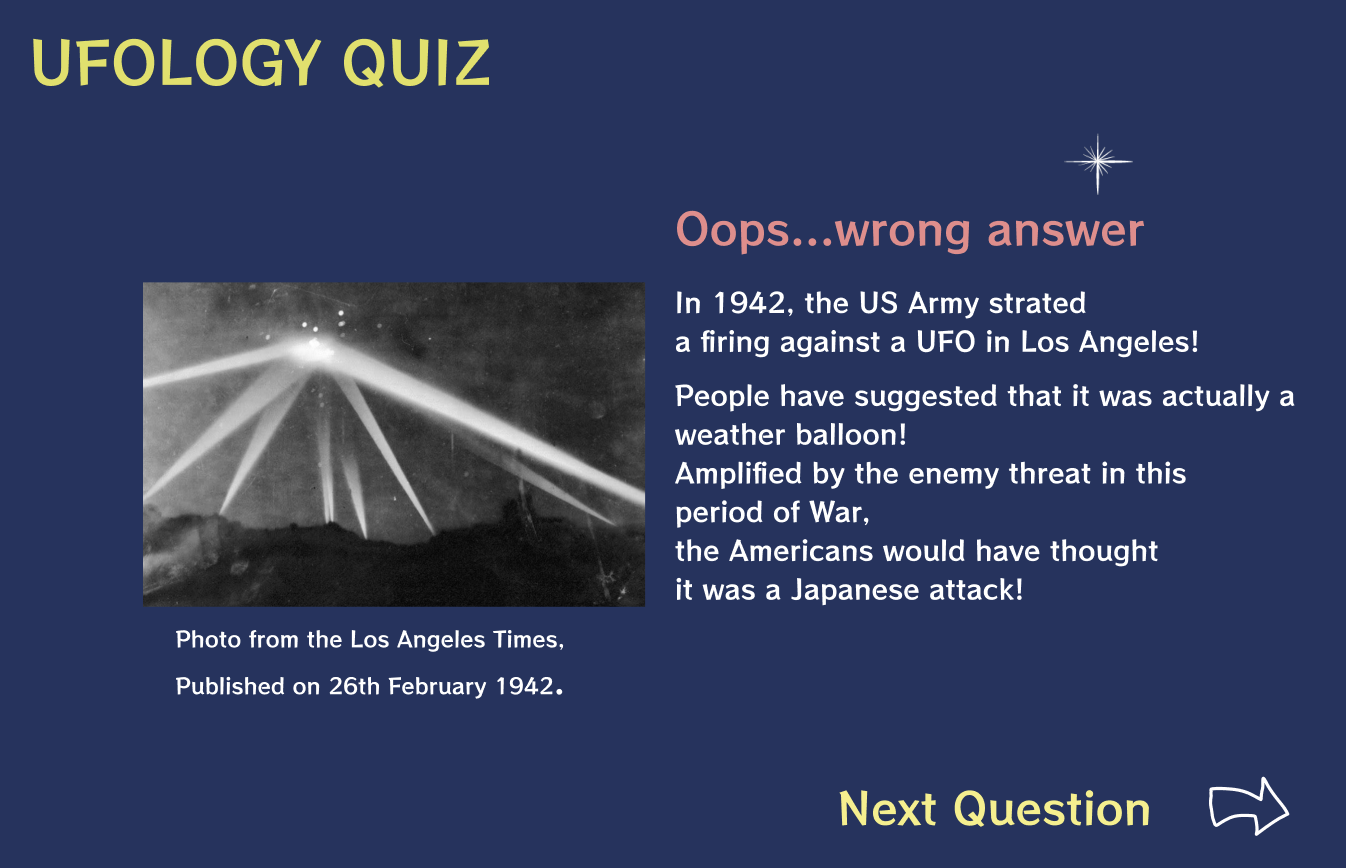 UFOLOGY QUIZ
Oops...wrong answer
In 1942, the US Army strated
a firing against a UFO in Los Angeles!
People have suggested that it was actually a
weather balloon!
Amplified by the enemy threat in this
period of War,
the Americans would have thought
it was a Japanese attack!
Photo from the Los Angeles Times,
Published on 26th February 1942.
Next Question